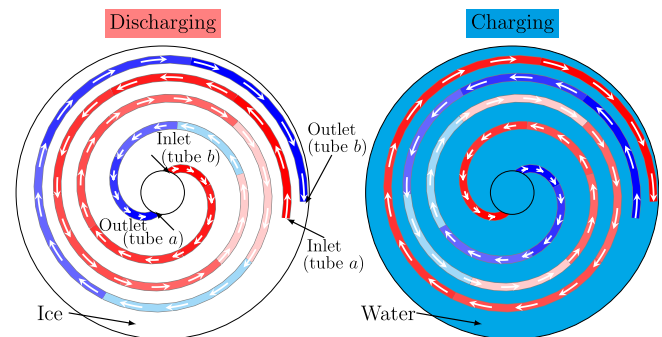 Discharging
Charging
Inlet
(tube b)
Outlet
(tube b)
Outlet
(tube a)
Inlet
(tube a)
Ice
Water